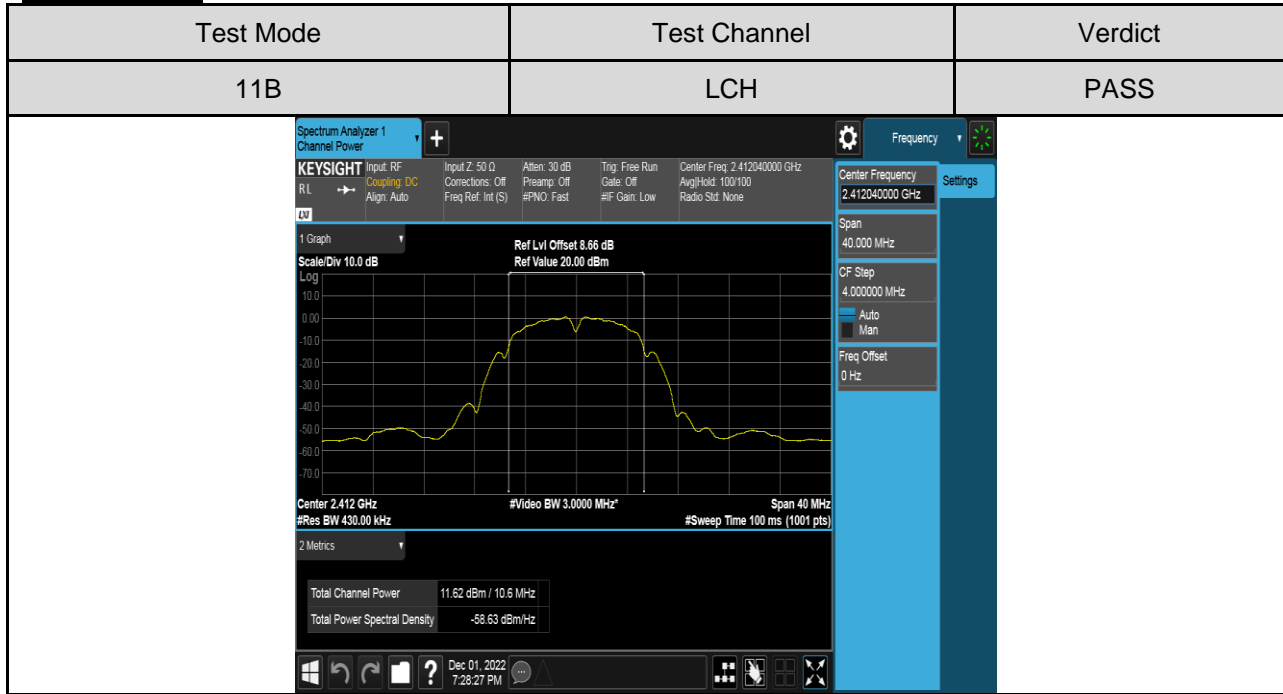 Test Mode Test Channel Verdict
11B LCH PASS
Spectrum Analyzer 1
Channel Power
+
Frequency
KEYSIGHT Input: RF Input Z: 50 Ω Atten: 30 dB Trig: Free Run Center Freq: 2.412040000 GHz
RL Coupling: DC Corrections: Off Preamp: Off Gate: Off Avg|Hold: 100/100
Align: Auto Freq Ref: Int (S) #PNO: Fast #IF Gain: Low Radio Std: None
LXI
Center Frequency
2.412040000 GHz
Settings
Span
40.000 MHz
CF Step
4.000000 MHz
Auto
Man
Freq Offset
0 Hz
1 Graph
Ref Lvl Offset 8.66 dB
Scale/Div 10.0 dB Ref Value 20.00 dBm
Log
10.0
0.00
-10.0
-20.0
-30.0
-40.0
-50.0
-60.0
-70.0
Center 2.412 GHz #Video BW 3.0000 MHz* Span 40 MHz
#Res BW 430.00 kHz #Sweep Time 100 ms (1001 pts)
2 Metrics
Total Channel Power 11.62 dBm / 10.6 MHz
Total Power Spectral Density -58.63 dBm/Hz
? Dec 01, 2022
7:28:27 PM